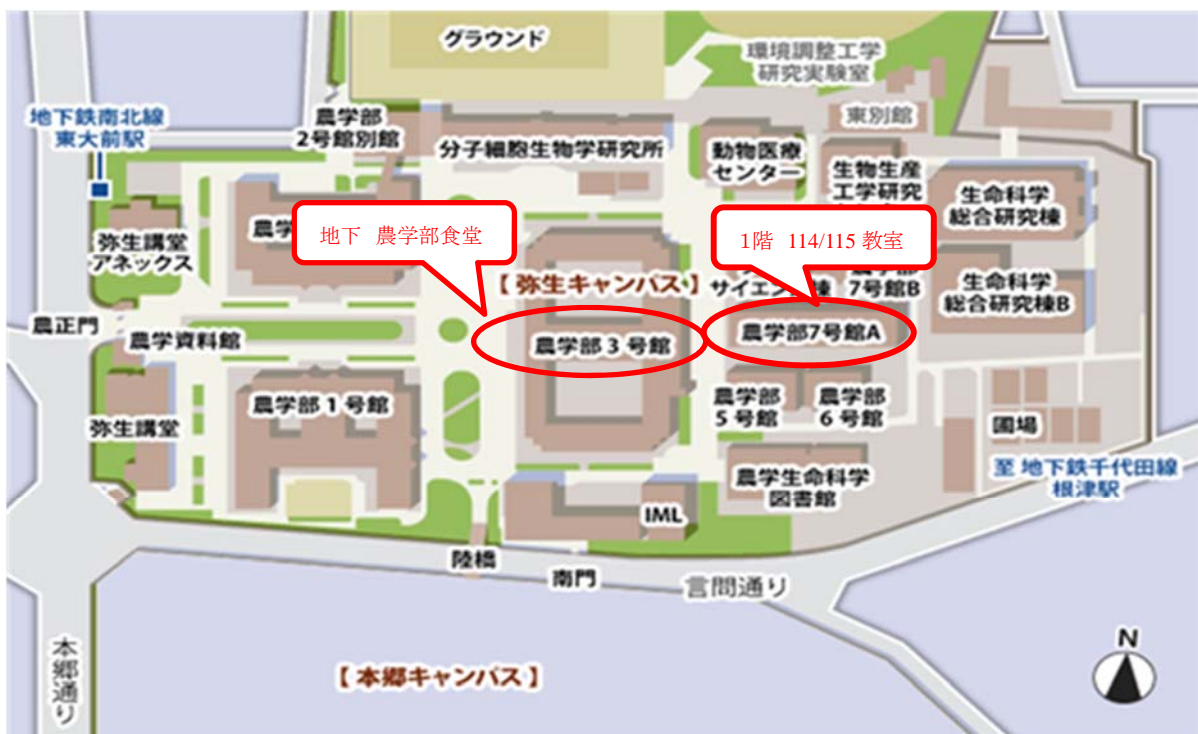 グラウンド
環境調整工学
研究実験室
地下鉄南北線
東大前駅
農学部
2号館別館
東別館
分子細胞生物学研究所
動物医療
センター
生物生産
工学研究
生命科学
総合研究棟
弥生講堂
アネックス
農学
地下 農学部食堂
1階 114/115 教室
【 弥生キャンパス 】
サイエンス
棟
農学部
7号館B
生命科学
総合研究棟B
農正門
農学資料館
農学部 3 号館
農学部7号館A
農学部 1 号館
弥生講堂
農学部
5 号館
農学部
6 号館
圃場
農学生命科学
図書館
至 地下鉄千代田線
根津駅
IML
陸橋
南門
言問通り
本郷通り
【 本郷キャンパス 】
N